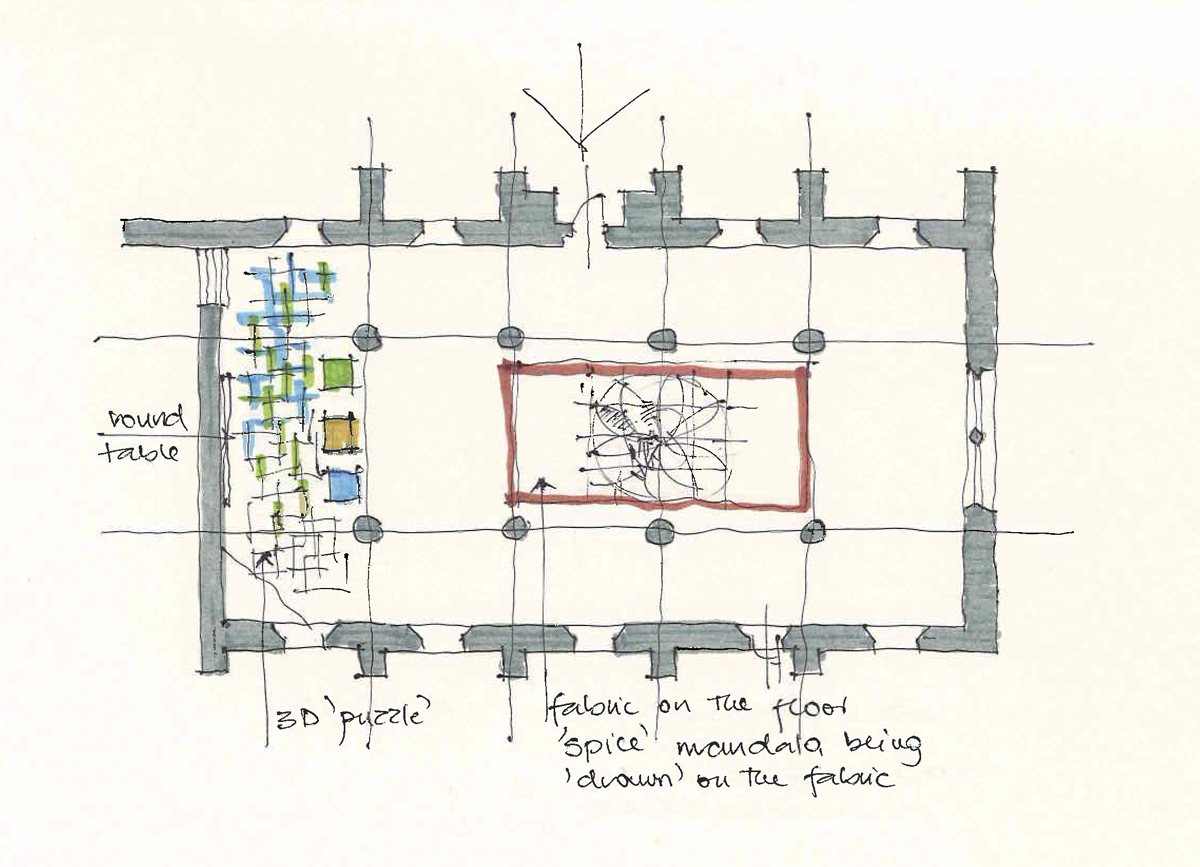 round
table
3D 'puzzle'
fabric on the floor
'spice' mandala being
'drawn' on the fabric